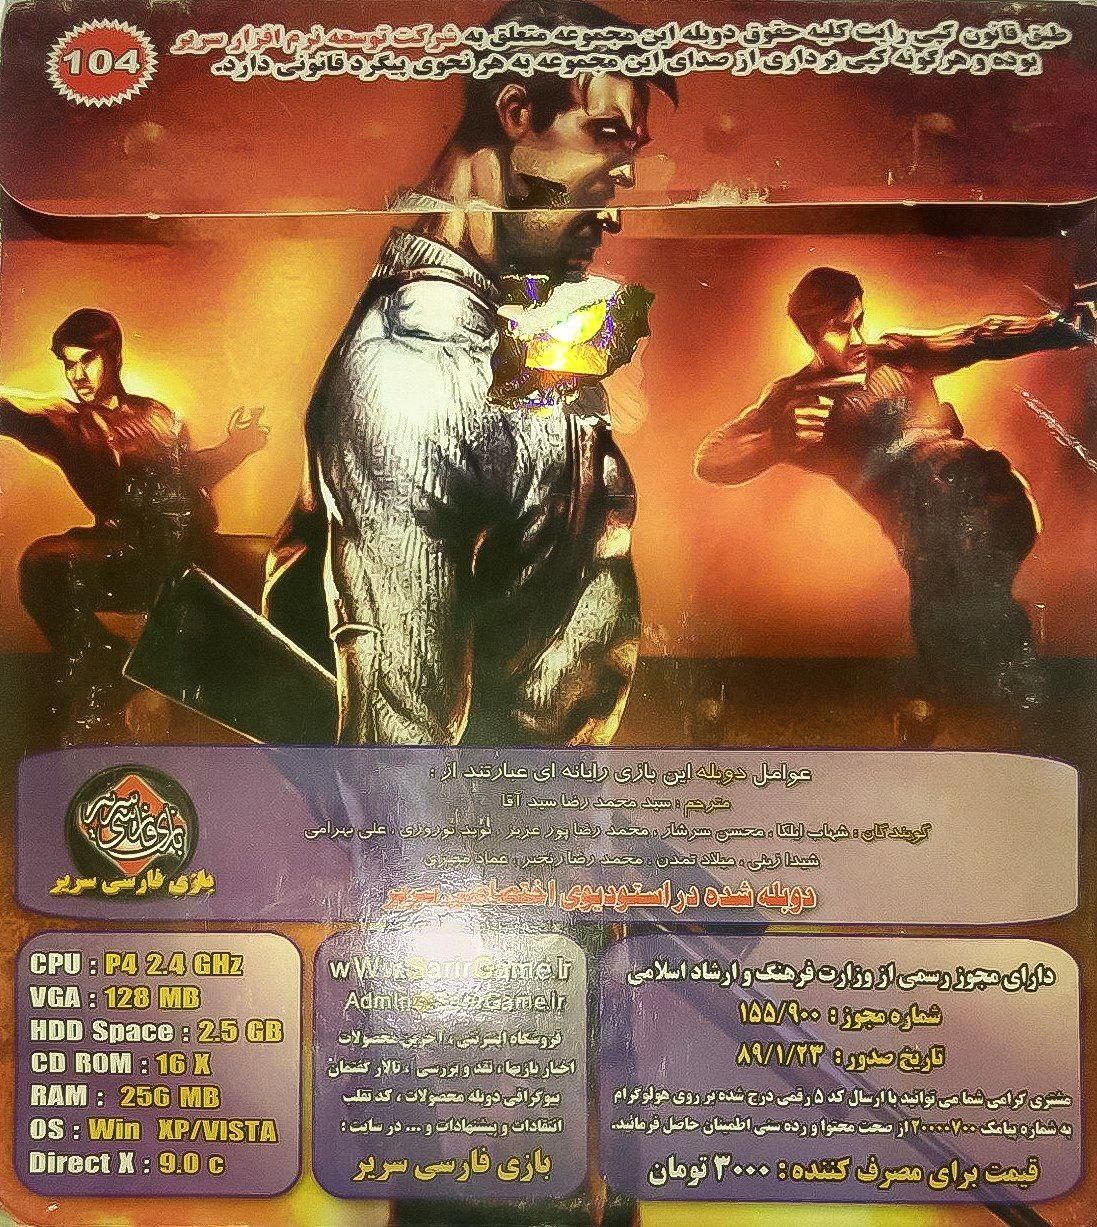 طبق قانون کپی رایت کلیه حقوق دوبله این مجموعه متعلق به شرکت توسعه نرم افزار سریر
بوده و هرگونه کپی برداری از صدای این مجموعه به هر نحوی پیگرد قانونی دارد.
104
عوامل دوبله این بازی رایانه ای عبارتند از :
مترجم : سید محمد رضا سید آقا
گویندگان : شهاب ایلکا ، محسن سرشار ، محمد رضا پور عزیز ، نوید نوروزی ، علی بهرامی
شیدا زینی ، میلاد تمدن ، محمد رضا رنجبر ، عماد
دوبله شده در استودیوی اختصاصی سریر
بازی فارسی سریر
بازی فارسی سریر
CPU : P4 2.4 GHz
VGA : 128 MB
HDD Space : 2.5 GB
CD ROM : 16 X
RAM : 256 MB
OS : Win XP/VISTA
Direct X : 9.0 c
wWw.SarirGame.Ir
Admin@SarirGame.ir
فروشگاه اینترنتی ، آخرین محصولات
اخبار بازیها ، نقد و بررسی ، تالار گفتمان
بیوگرافی دوبله محصولات ، کد تقلب
انتقادات و پیشنهادات و ... در سایت :
بازی فارسی سریر
دارای مجوز رسمی از وزارت فرهنگ و ارشاد اسلامی
شماره مجوز : ۱۵۵/۹۰۰
تاریخ صدور : ۸۹/۱/۲۳
مشتری گرامی شما می توانید با ارسال کد ۵ رقمی درج شده بر روی هولوگرام
به شماره پیامک ۲۰۰۰۰۷۰۰ از صحت محتوا و رده سنی اطمینان حاصل فرمائید.
قیمت برای مصرف کننده : ۳۰۰۰ تومان